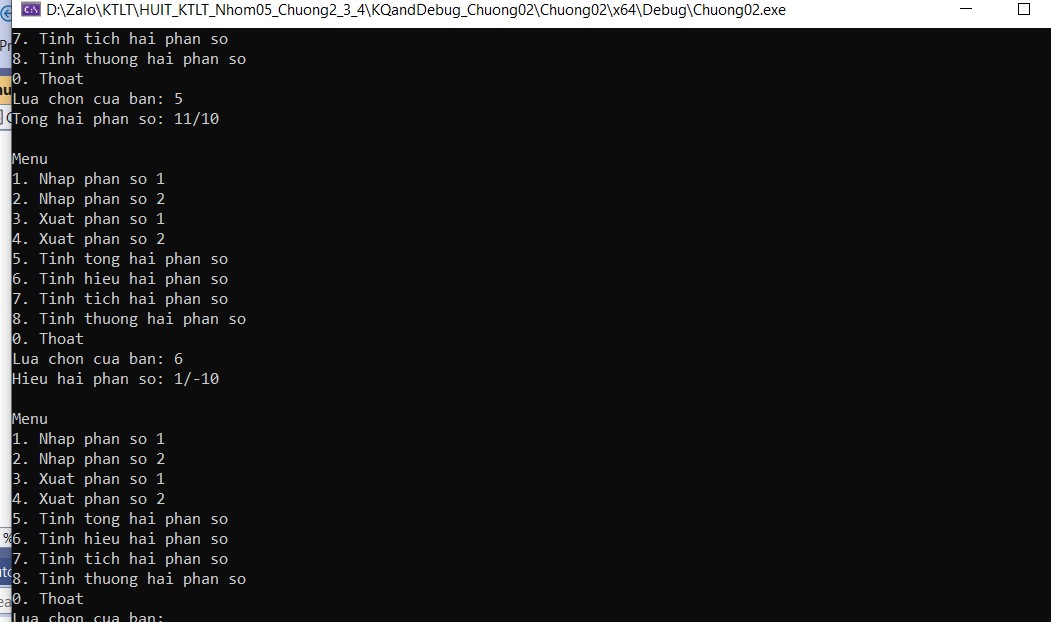 D:\Zalo\KTLT\HUIT_KTLT_Nhom05_Chuong2_3_4\KQandDebug_Chuong02\Chuong02\x64\Debug\Chuong02.exe
7. Tinh tich hai phan so
8. Tinh thuong hai phan so
0. Thoat
Lua chon cua ban: 5
Tong hai phan so: 11/10
Menu
1. Nhap phan so 1
2. Nhap phan so 2
3. Xuat phan so 1
4. Xuat phan so 2
5. Tinh tong hai phan so
6. Tinh hieu hai phan so
7. Tinh tich hai phan so
8. Tinh thuong hai phan so
0. Thoat
Lua chon cua ban: 6
Hieu hai phan so: 1/-10
Menu
1. Nhap phan so 1
2. Nhap phan so 2
3. Xuat phan so 1
4. Xuat phan so 2
5. Tinh tong hai phan so
6. Tinh hieu hai phan so
7. Tinh tich hai phan so
8. Tinh thuong hai phan so
0. Thoat
Lua chon cua ban: